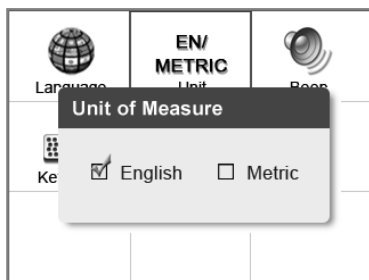 EN/
METRIC
Language Unit Beep
Unit of Measure
Ke
English Metric